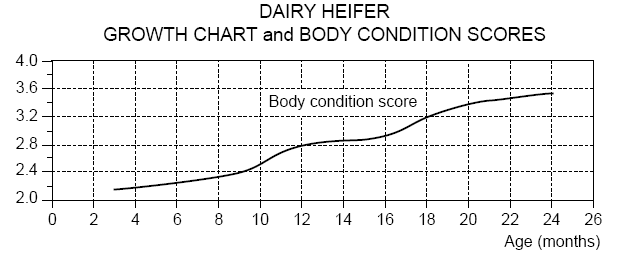 DAIRY HEIFER
GROWTH CHART and BODY CONDITION SCORES
4.0
3.6
Body condition score
3.2
2.8
2.4
2.0
0 2 4 6 8 10 12 14 16 18 20 22 24 26
Age (months)